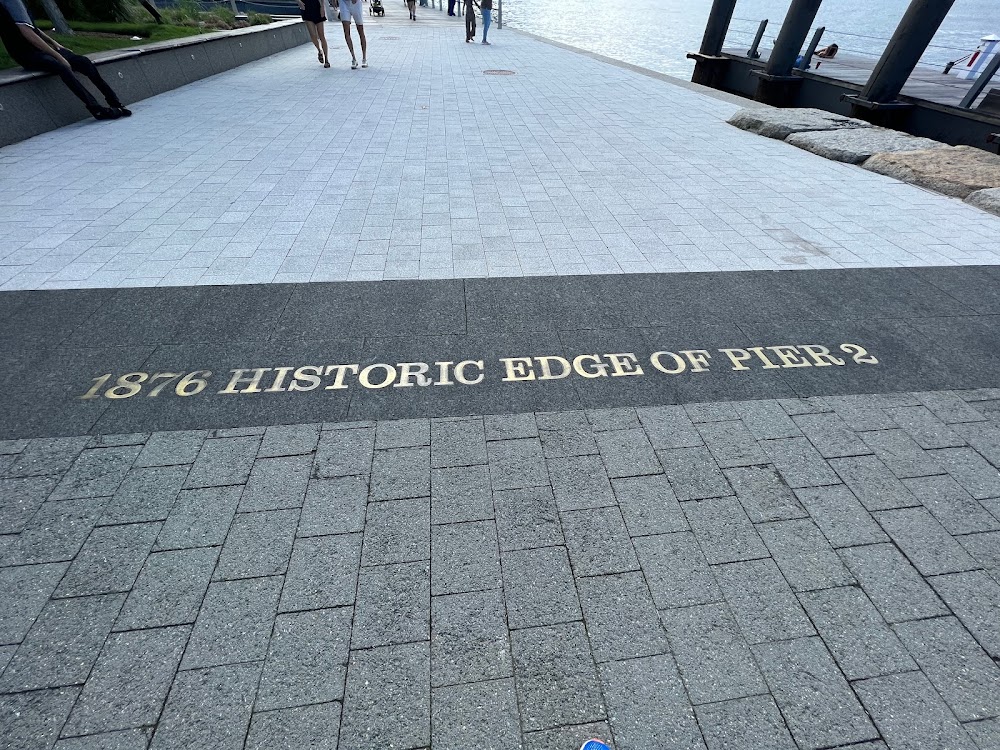 1876 HISTORIC EDGE OF PIER 2